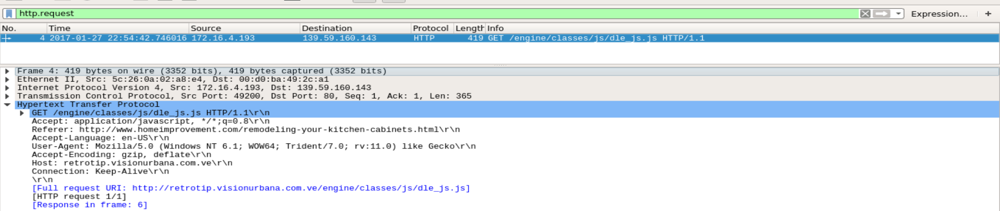 http.request
Expression... +
No. Time Source Destination Protocol Length Info
4 2017-01-27 22:54:42.746016 172.16.4.193 139.59.160.143 HTTP 419 GET /engine/classes/js/dle_js.js HTTP/1.1
Frame 4: 419 bytes on wire (3352 bits), 419 bytes captured (3352 bits)
Ethernet II, Src: 5c:26:0a:02:a8:e4, Dst: 00:d0:ba:49:2c:a1
Internet Protocol Version 4, Src: 172.16.4.193, Dst: 139.59.160.143
Transmission Control Protocol, Src Port: 49200, Dst Port: 80, Seq: 1, Ack: 1, Len: 365
Hypertext Transfer Protocol
GET /engine/classes/js/dle_js.js HTTP/1.1\r\n
Accept: application/javascript, */*;q=0.8\r\n
Referer: http://www.homeimprovement.com/remodeling-your-kitchen-cabinets.html\r\n
Accept-Language: en-US\r\n
User-Agent: Mozilla/5.0 (Windows NT 6.1; WOW64; Trident/7.0; rv:11.0) like Gecko\r\n
Accept-Encoding: gzip, deflate\r\n
Host: retrotip.visionurbana.com.ve\r\n
Connection: Keep-Alive\r\n
\r\n
[Full request URI: http://retrotip.visionurbana.com.ve/engine/classes/js/dle_js.js]
[HTTP request 1/1]
[Response in frame: 6]